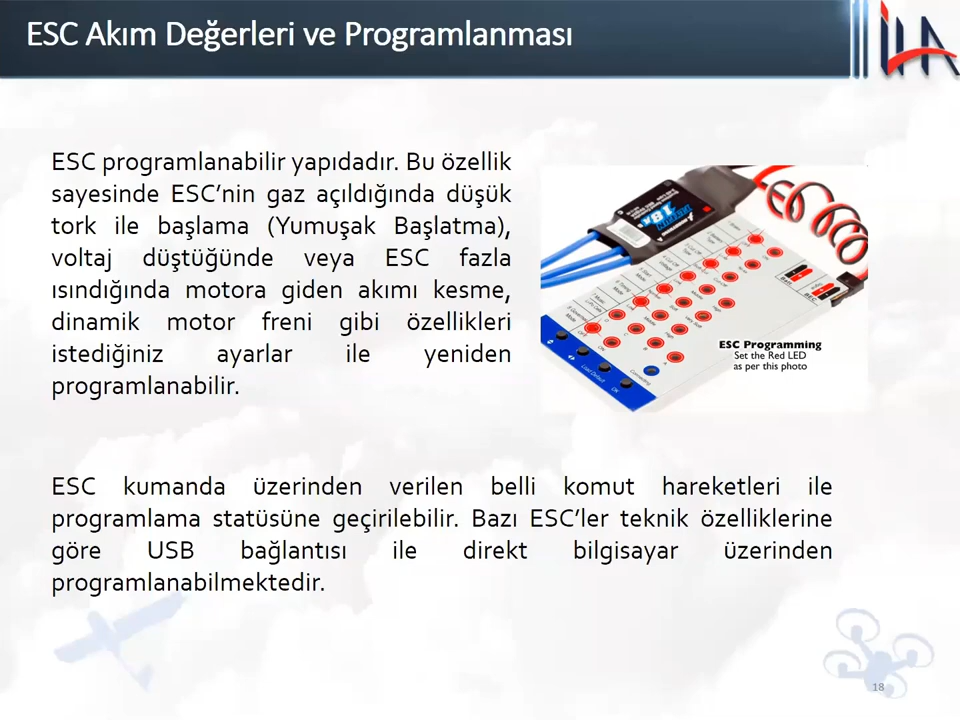 ESC Akım Değerleri ve Programlanması
İHA
ESC programlanabilir yapıdadır. Bu özellik
sayesinde ESC'nin gaz açıldığında düşük
tork ile başlama (Yumuşak Başlatma),
voltaj düştüğünde veya ESC fazla
ısındığında motora giden akımı kesme,
dinamik motor freni gibi özellikleri
istediğiniz ayarlar ile yeniden
programlanabilir.
ESC Programming
Set the Red LED
as per this photo
ESC kumanda üzerinden verilen belli komut hareketleri ile
programlama statüsüne geçirilebilir. Bazı ESC'ler teknik özelliklerine
göre USB bağlantısı ile direkt bilgisayar üzerinden
programlanabilmektedir.
18